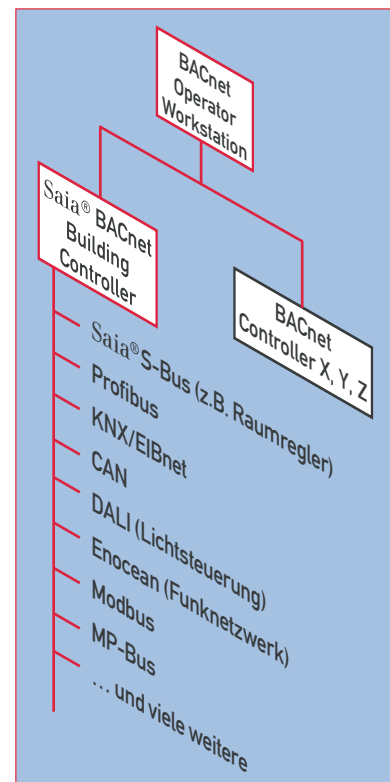 BACnet
Operator
Workstation
Saia® BACnet
Building
Controller
BACnet
Controller X, Y, Z
Saia® S-Bus (z.B. Raumregler)
Profibus
KNX/EIBnet
CAN
DALI (Lichtsteuerung)
Enocean (Funknetzwerk)
Modbus
MP-Bus
... und viele weitere